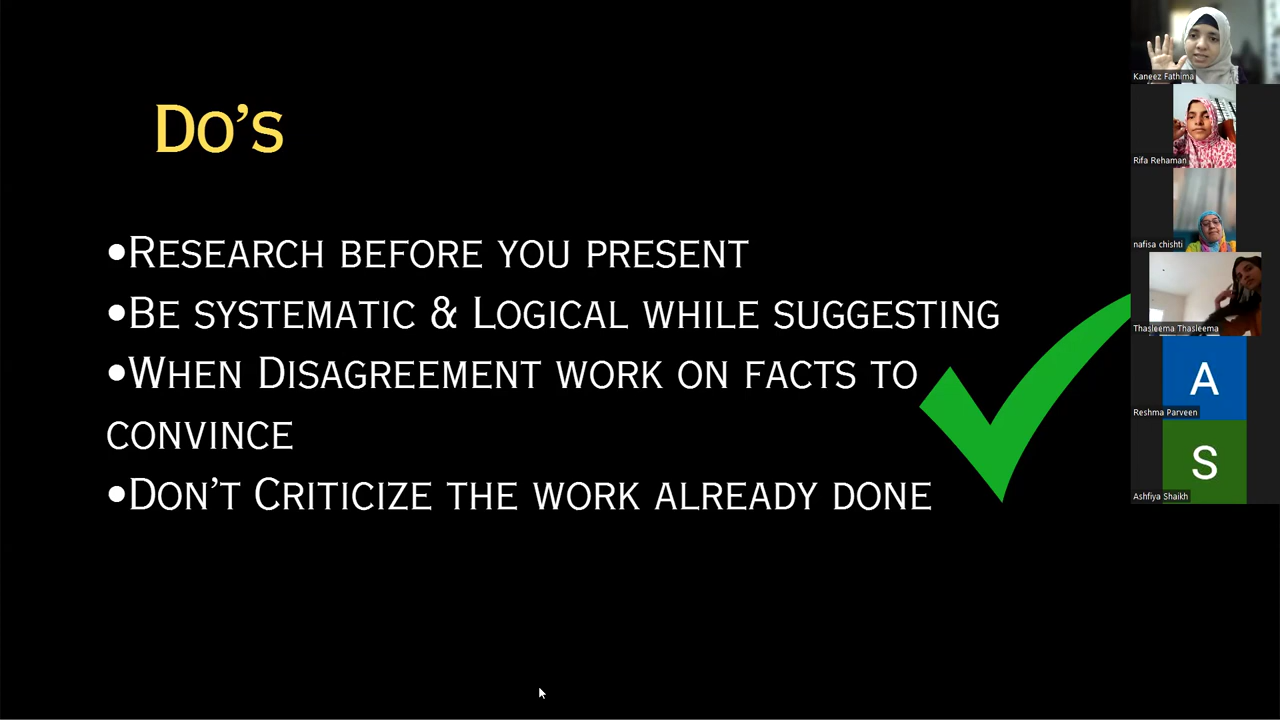 Do's
•Research before you present
•Be systematic & Logical while suggesting
•When Disagreement work on facts to
convince
•Don't Criticize the work already done
Kaneez Fathima
Rifa Rehaman
nafisa chishti
Thasleema Thasleema
A
Reshma Parveen
S
Ashfiya Shaikh